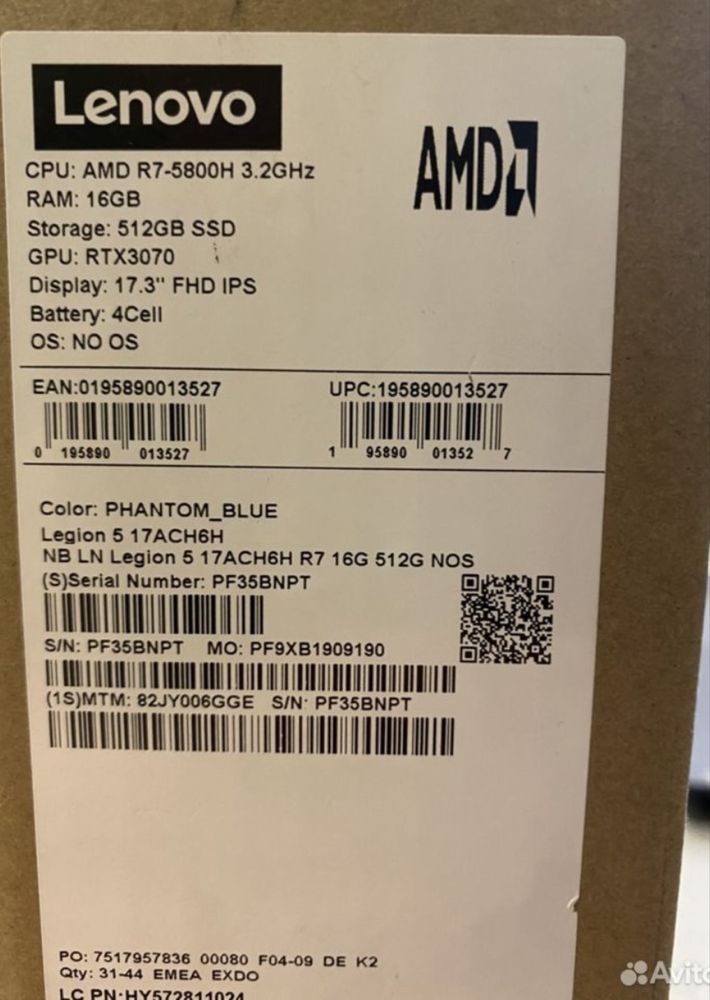 Lenovo
AMD
CPU: AMD R7-5800H 3.2GHz
RAM: 16GB
Storage: 512GB SSD
GPU: RTX3070
Display: 17.3" FHD IPS
Battery: 4Cell
OS: NO OS
EAN:0195890013527 UPC:195890013527
0 195890 013527 1 95890 01352 7
Color: PHANTOM_BLUE
Legion 5 17ACH6H
NB LN Legion 5 17ACH6H R7 16G 512G NOS
(S)Serial Number: PF35BNPT
S/N: PF35BNPT MO: PF9XB1909190
(1S)MTM: 82JY006GGE S/N: PF35BNPT
PO: 7517957836 00080 F04-09 DE K2
Qty: 31-44 EMEA EXDO
LC PN:HY572811024
Avito